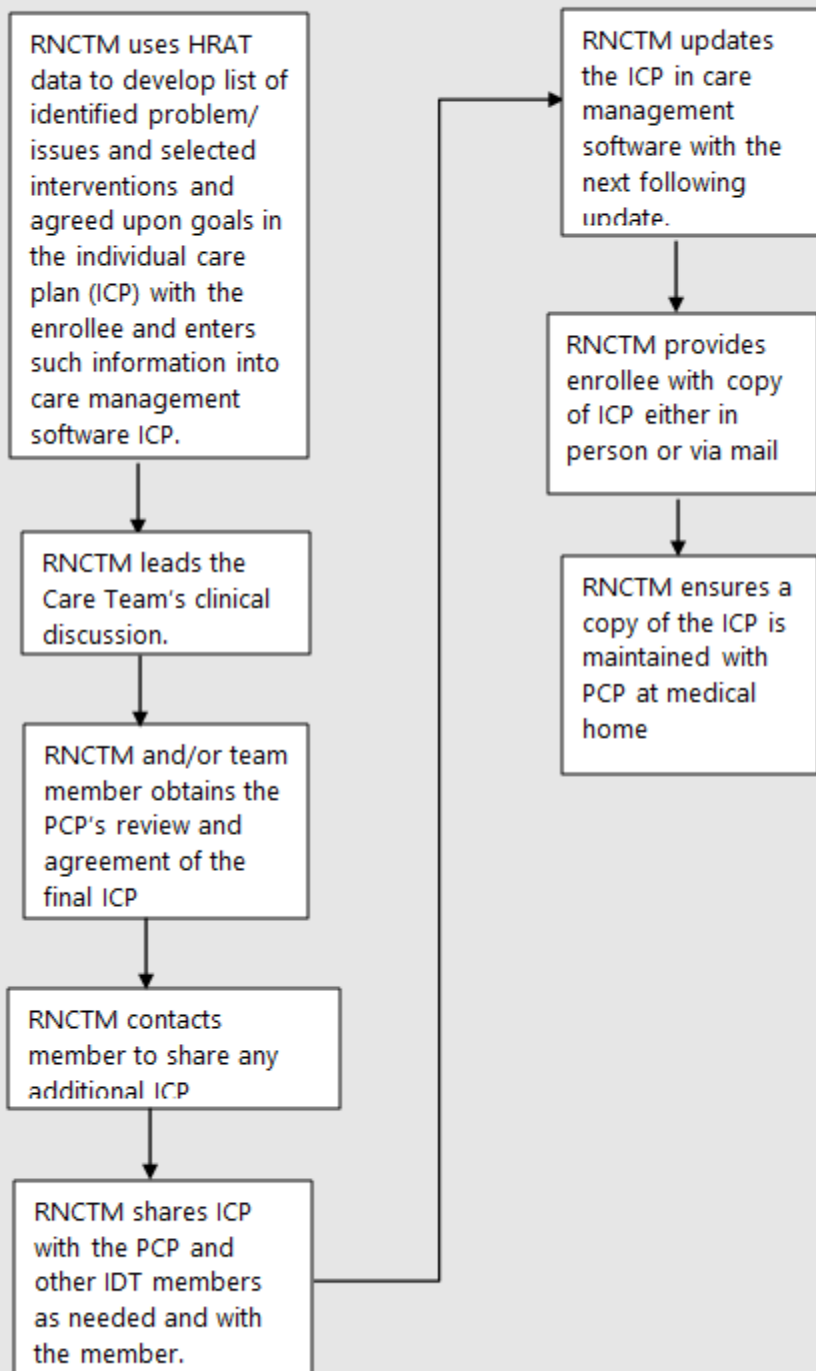 RNCTM uses HRAT
data to develop list of
identified problem/
issues and selected
interventions and
agreed upon goals in
the individual care
plan (ICP) with the
enrollee and enters
such information into
care management
software ICP.
RNCTM leads the
Care Team's clinical
discussion.
RNCTM and/or team
member obtains the
PCP's review and
agreement of the
final ICP
RNCTM contacts
member to share any
additional ICP
RNCTM shares ICP
with the PCP and
other IDT members
as needed and with
the member.
RNCTM updates
the ICP in care
management
software with the
next following
update.
RNCTM provides
enrollee with copy
of ICP either in
person or via mail
RNCTM ensures a
copy of the ICP is
maintained with
PCP at medical
home